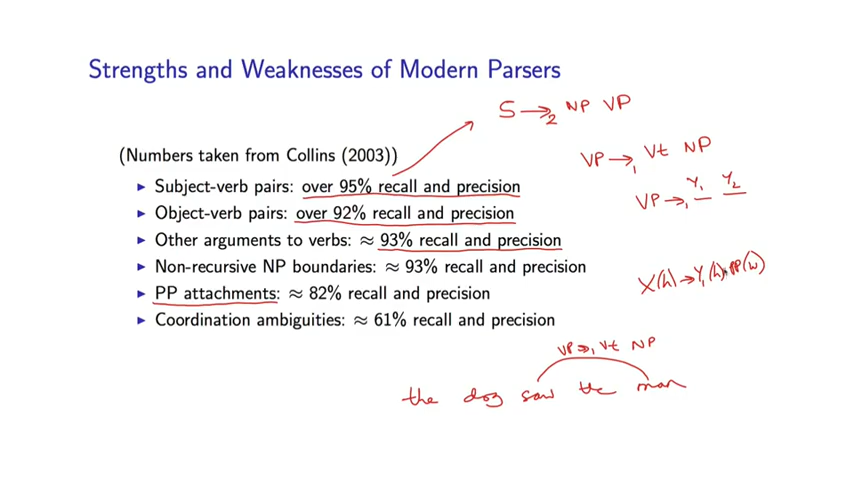 Strengths and Weaknesses of Modern Parsers
S →₂ NP VP
(Numbers taken from Collins (2003))
VP →₁ Vt NP
▶ Subject-verb pairs: over 95% recall and precision
VP →₁ Y₁ Y₂
▶ Object-verb pairs: over 92% recall and precision
▶ Other arguments to verbs: ≈ 93% recall and precision
▶ Non-recursive NP boundaries: ≈ 93% recall and precision
X(h) → Y₁(h) PP(w)
▶ PP attachments: ≈ 82% recall and precision
▶ Coordination ambiguities: ≈ 61% recall and precision
VP →₁ Vt NP
the dog saw the man